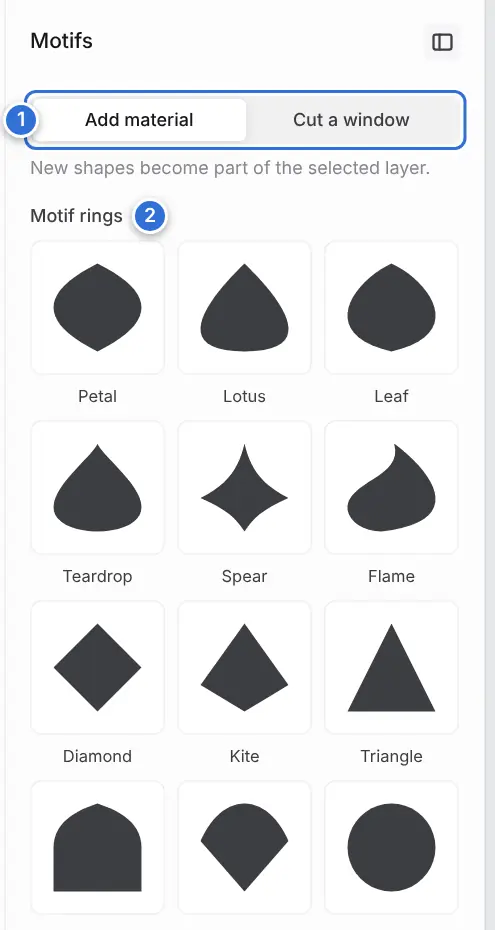 Motifs
1
Add material
Cut a window
New shapes become part of the selected layer.
Motif rings 2
Petal
Lotus
Leaf
Teardrop
Spear
Flame
Diamond
Kite
Triangle